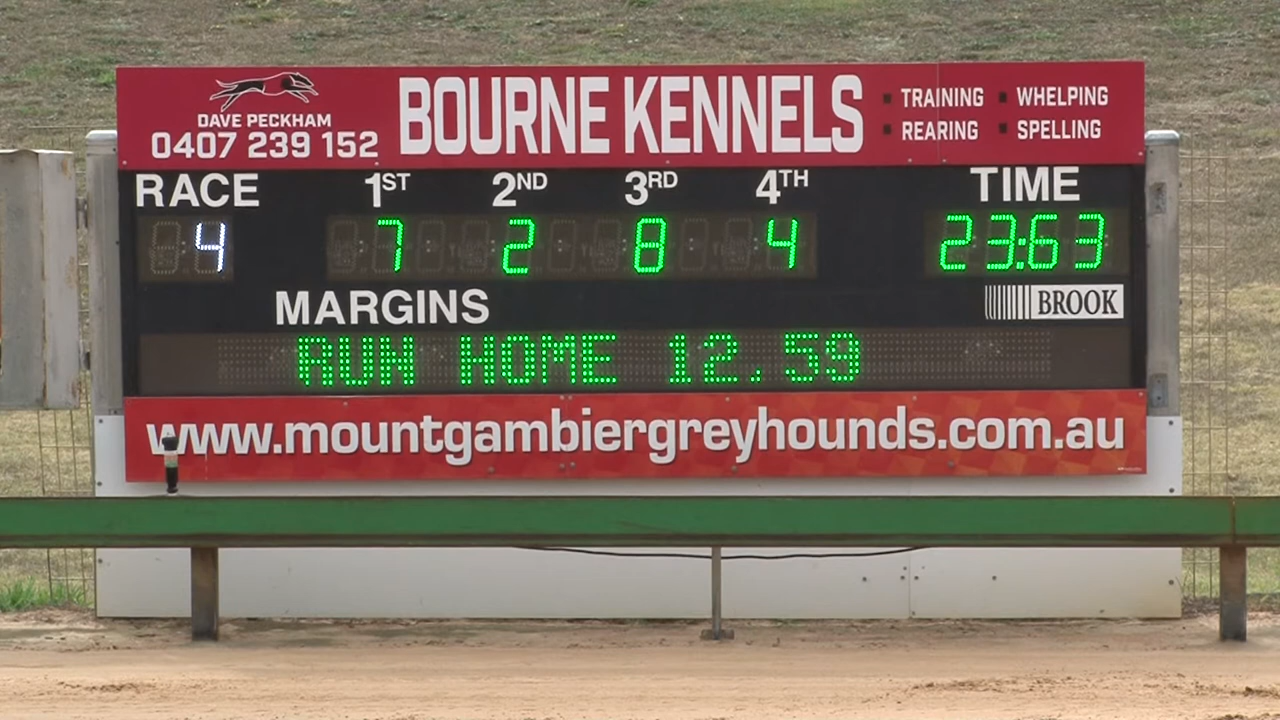 DAVE PECKHAM
0407 239 152
BOURNE KENNELS
▪ TRAINING ▪ WHELPING
▪ REARING ▪ SPELLING
RACE 1ST 2ND 3RD 4TH TIME
4 7 2 8 4 23:63
MARGINS
BROOK
RUN HOME 12.59
www.mountgambiergreyhounds.com.au